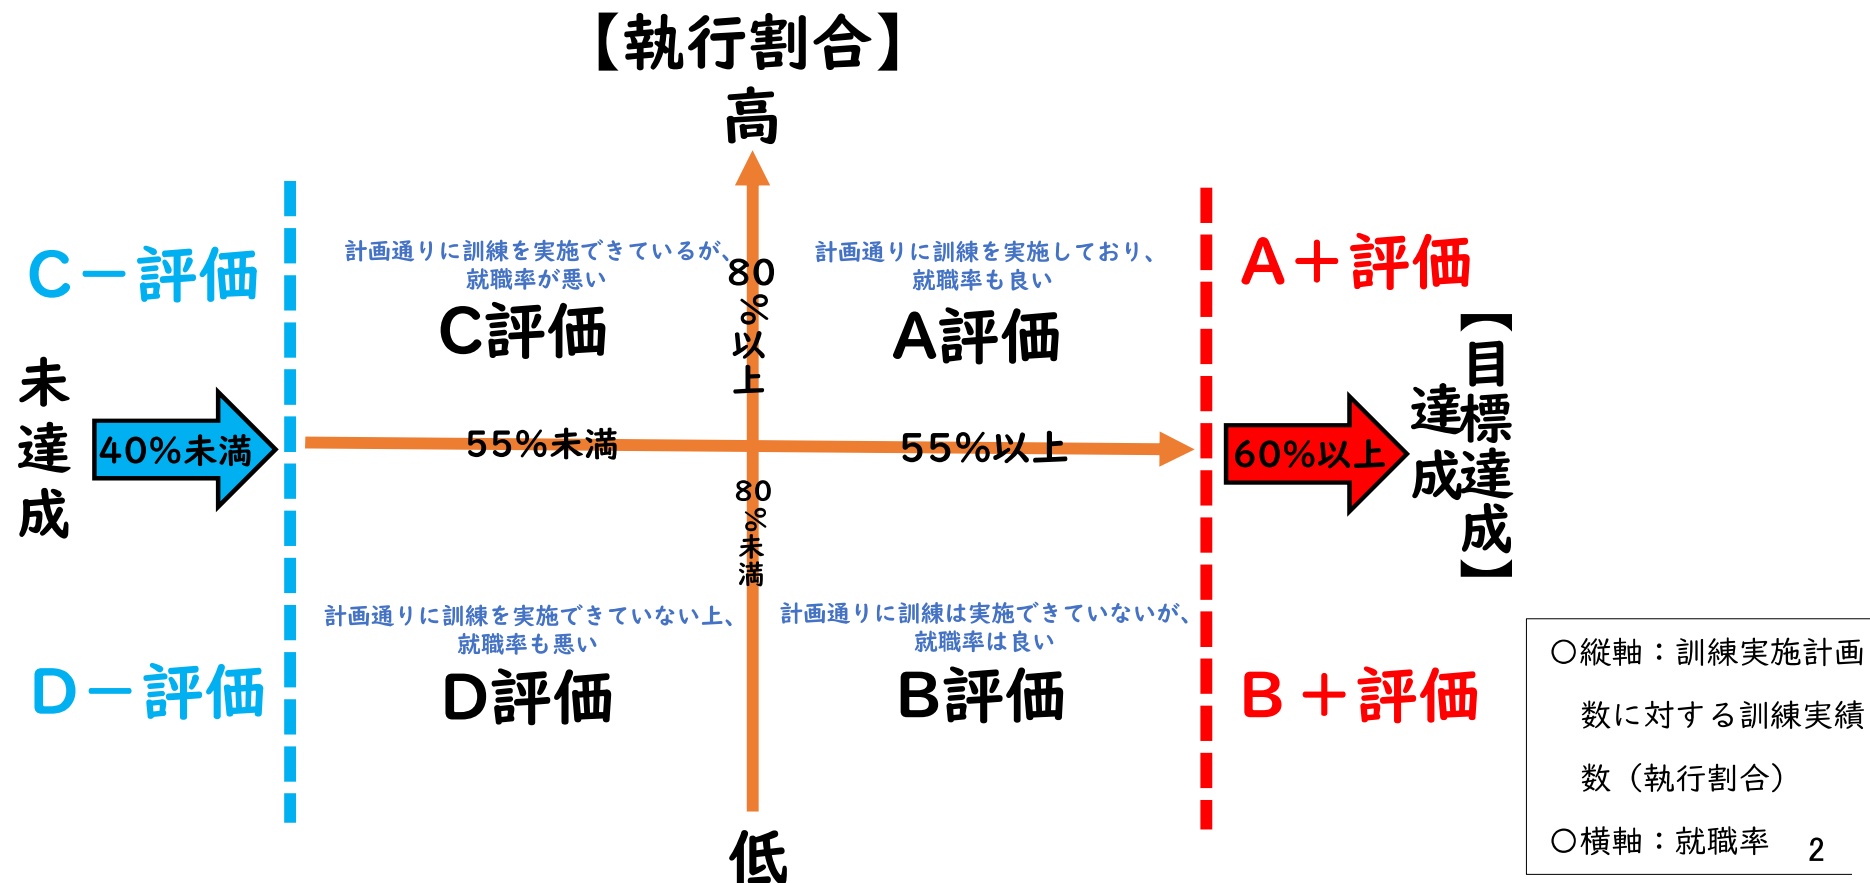 【執行割合】
高
C－評価
計画通りに訓練を実施できているが、
就職率が悪い
C評価
80%以上
計画通りに訓練を実施しており、
就職率も良い
A評価
A＋評価
未達成
40%未満
55%未満
55%以上
60%以上
達成
【目標達成】
80%未満
計画通りに訓練を実施できていない上、
就職率も悪い
D評価
D－評価
計画通りに訓練は実施できていないが、
就職率は良い
B評価
B＋評価
低
○縦軸：訓練実施計画
数に対する訓練実績
数（執行割合）
○横軸：就職率
2